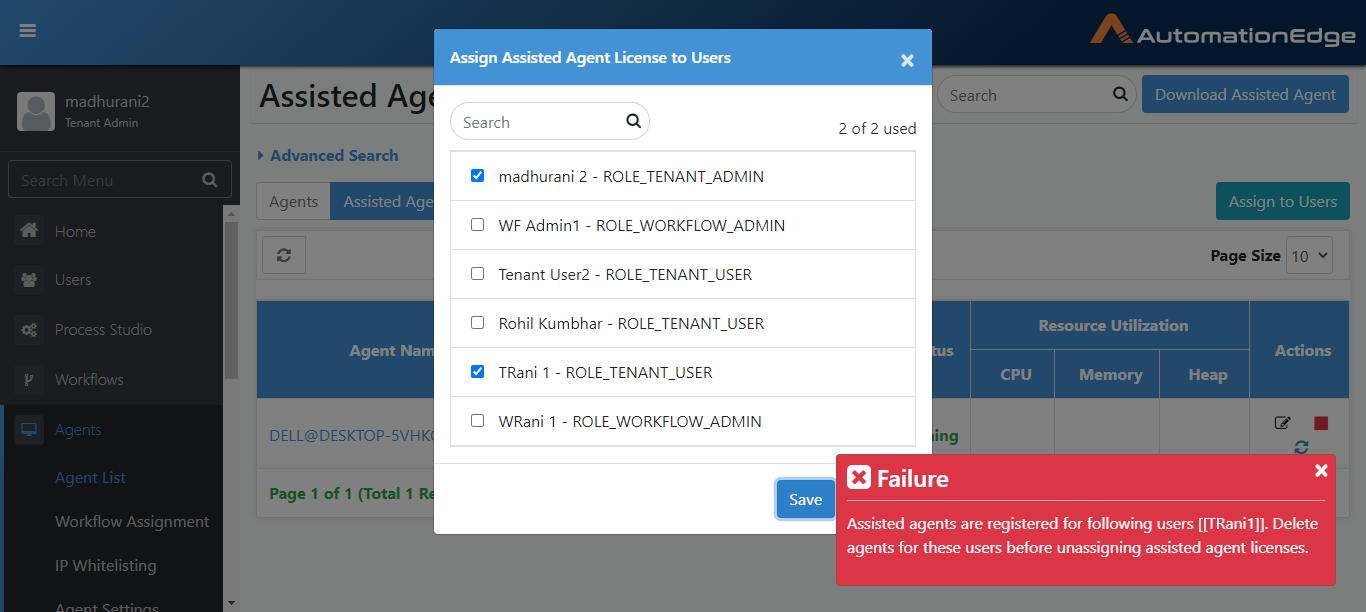 AutomationEdge
madhurani2
Tenant Admin
Search Menu
Home
Users
Process Studio
Workflows
Agents
Agent List
Workflow Assignment
IP Whitelisting
Agent Settings
Assisted Age
Search
Download Assisted Agent
Advanced Search
Agents
Assisted Age
Assign to Users
Page Size 10
Agent Nam
tus
Resource Utilization
Actions
CPU
Memory
Heap
DELL@DESKTOP-5VHK
ning
Page 1 of 1 (Total 1 Re
Assign Assisted Agent License to Users
Search
2 of 2 used
madhurani 2 - ROLE_TENANT_ADMIN
WF Admin1 - ROLE_WORKFLOW_ADMIN
Tenant User2 - ROLE_TENANT_USER
Rohil Kumbhar - ROLE_TENANT_USER
TRani 1 - ROLE_TENANT_USER
WRani 1 - ROLE_WORKFLOW_ADMIN
Save
Failure
Assisted agents are registered for following users [[TRani1]]. Delete
agents for these users before unassigning assisted agent licenses.